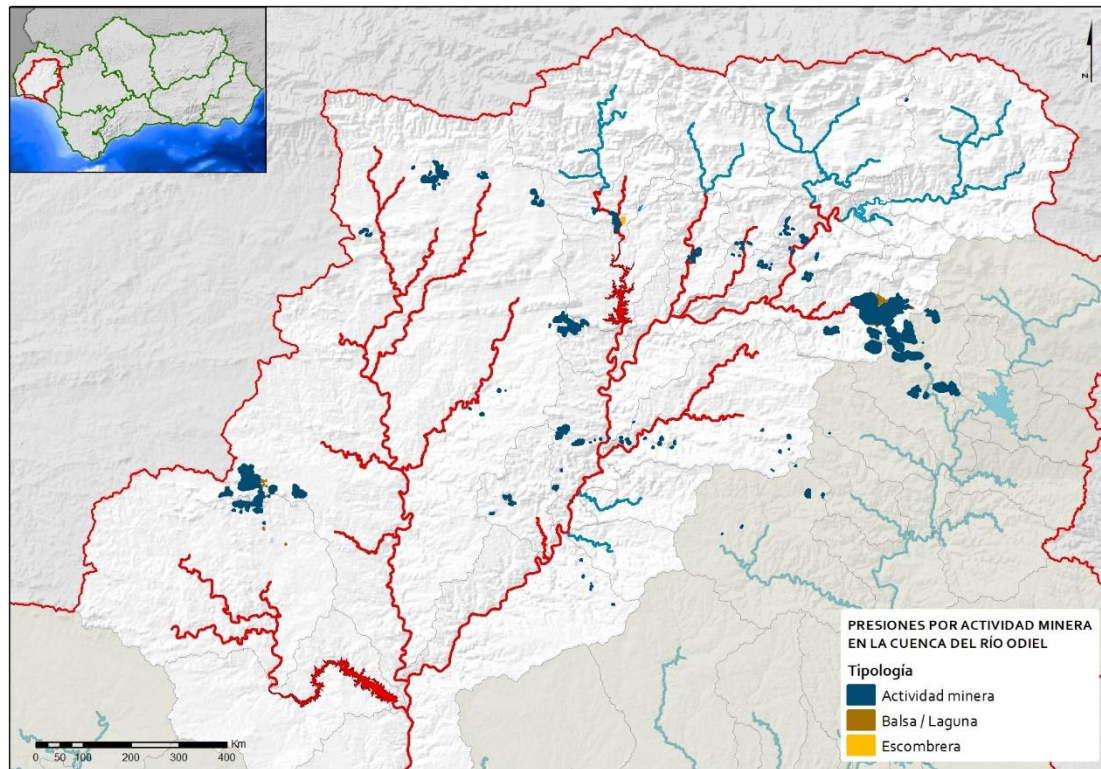 N
PRESIONES POR ACTIVIDAD MINERA
EN LA CUENCA DEL RÍO ODIEL
Tipología
Actividad minera
Balsa / Laguna
Escombrera
Km
0 50 100 200 300 400